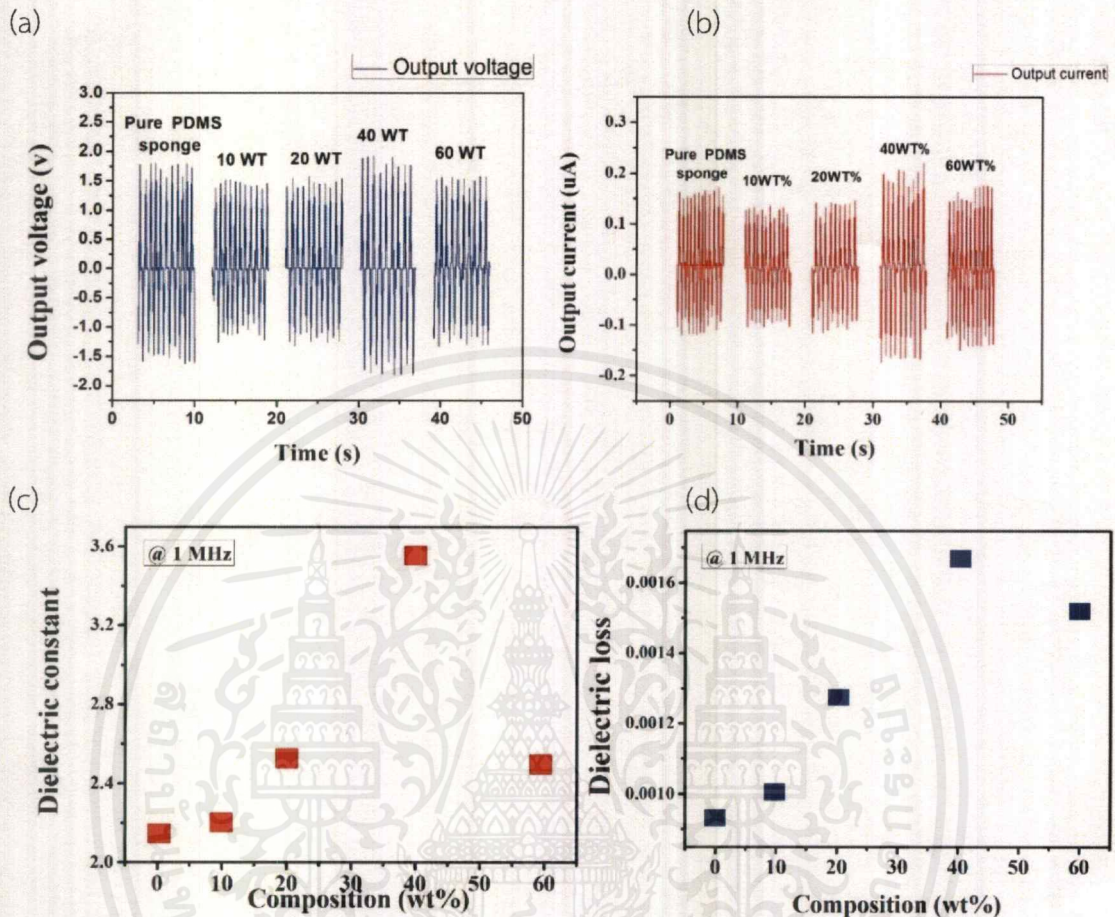 (a)
Output voltage
3.0
2.5
2.0
1.5
1.0
0.5
0.0
-0.5
-1.0
-1.5
-2.0
Output voltage (v)
Pure PDMS
sponge
10 WT
20 WT
40 WT
60 WT
0 10 20 30 40 50
Time (s)
(b)
Output current
0.3
0.2
0.1
0.0
-0.1
-0.2
Output current (uA)
Pure PDMS
sponge
10WT%
20WT%
40WT%
60WT%
0 10 20 30 40 50
Time (s)
(c)
@ 1 MHz
3.6
3.2
2.8
2.4
2.0
Dielectric constant
0 10 20 30 40 50 60
Composition (wt%)
(d)
@ 1 MHz
0.0016
0.0014
0.0012
0.0010
Dielectric loss
0 10 20 30 40 50 60
Composition (wt%)